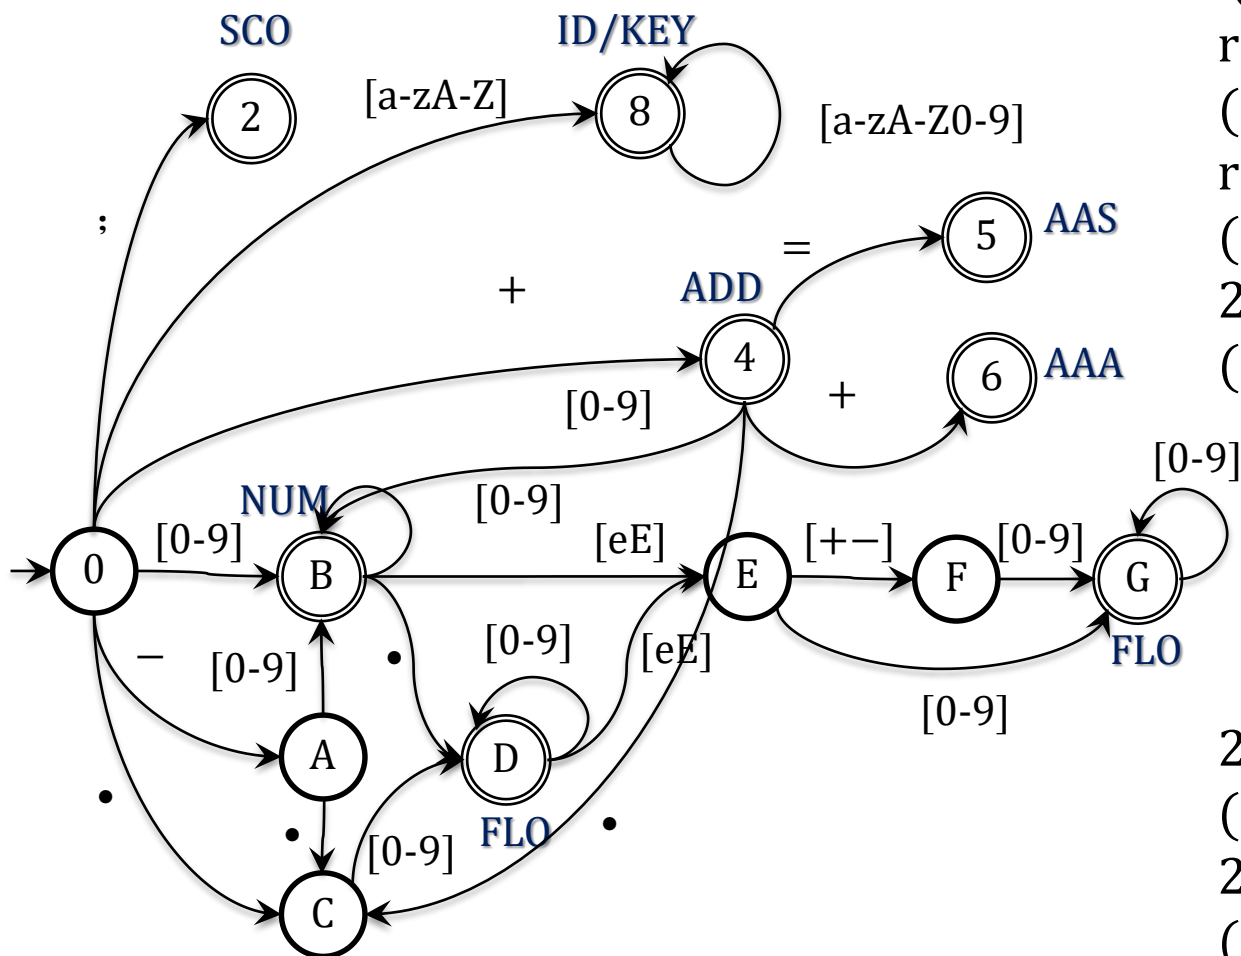 SCO
ID/KEY
r
[a-zA-Z]
2
8
[a-zA-Z0-9]
(
r
;
=
5
AAS
(
+
ADD
2
4
6
AAA
+
(
[0-9]
[0-9]
NUM
[0-9]
[0-9]
[eE]
[+−]
[0-9]
0
B
E
F
G
−
[0-9]
•
[0-9]
[eE]
FLO
[0-9]
A
D
2
•
•
FLO
•
[0-9]
(
2
C
(